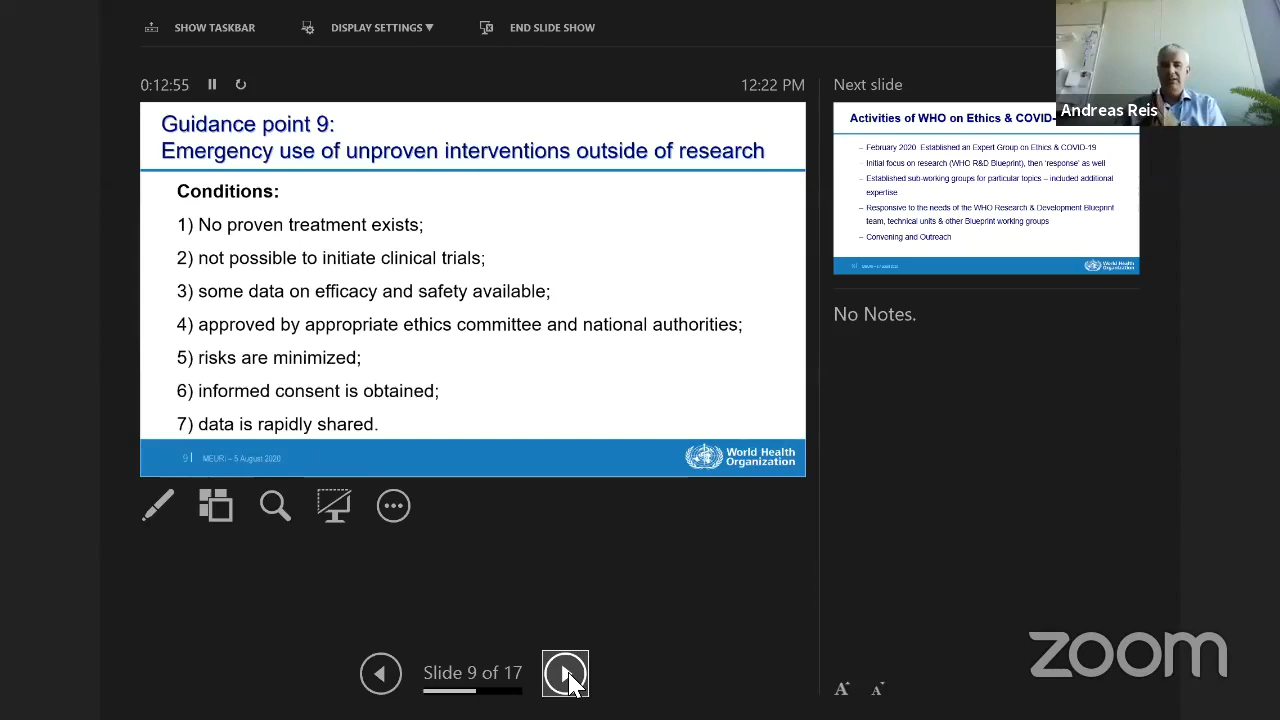 SHOW TASKBAR
DISPLAY SETTINGS ▼
END SLIDE SHOW
0:12:55
12:22 PM
Guidance point 9:
Emergency use of unproven interventions outside of research
Conditions:
1) No proven treatment exists;
2) not possible to initiate clinical trials;
3) some data on efficacy and safety available;
4) approved by appropriate ethics committee and national authorities;
5) risks are minimized;
6) informed consent is obtained;
7) data is rapidly shared.
9 |
MEURI – 5 August 2020
World Health
Organization
Next slide
Andreas Reis
Activities of WHO on Ethics & COVID-
– February 2020 Established an Expert Group on Ethics & COVID-19
– Initial focus on research (WHO R&D Blueprint), then ‘response’ as well
– Established sub-working groups for particular topics – included additional
expertise
– Responsive to the needs of the WHO Research & Development Blueprint
team, technical units & other Blueprint working groups
– Convening and Outreach
World Health
Organization
No Notes.
Slide 9 of 17
A A
zoom